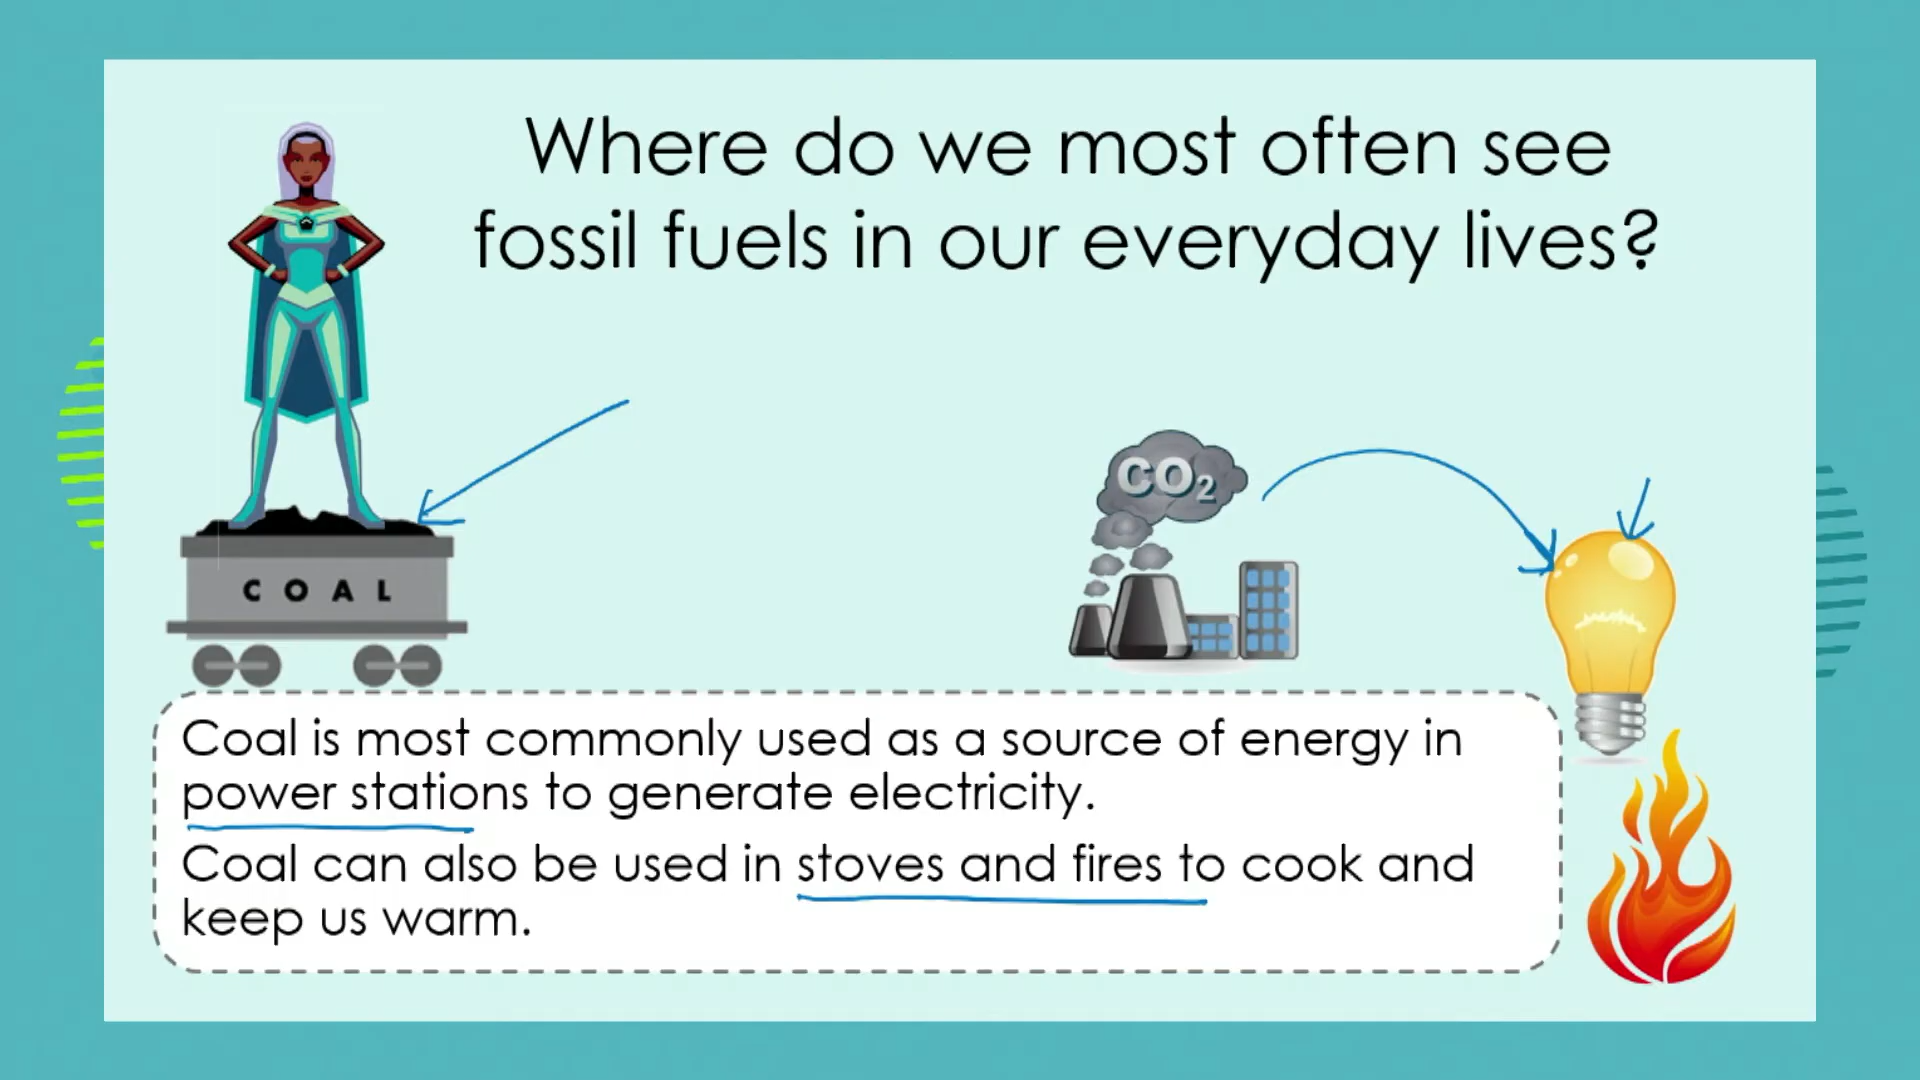 Where do we most often see
fossil fuels in our everyday lives?
CO₂
COAL
Coal is most commonly used as a source of energy in
power stations to generate electricity.
Coal can also be used in stoves and fires to cook and
keep us warm.